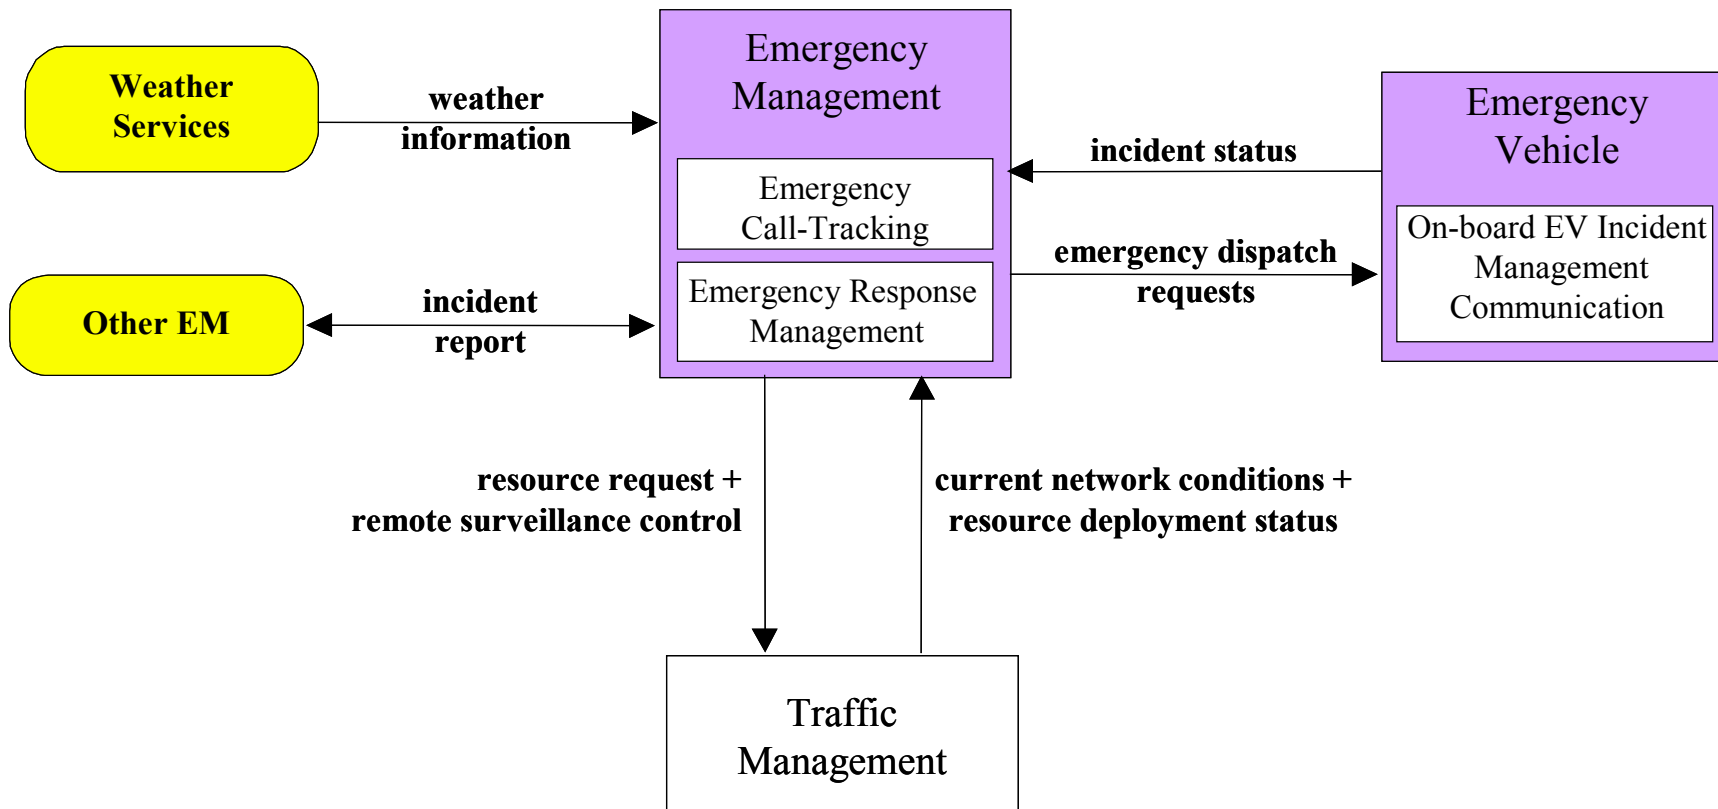 Weather
Services
weather
information
Emergency
Management
Emergency
Call-Tracking
Emergency Response
Management
Other EM
incident
report
incident status
emergency dispatch
requests
Emergency
Vehicle
On-board EV Incident
Management
Communication
resource request +
remote surveillance control
current network conditions +
resource deployment status
Traffic
Management